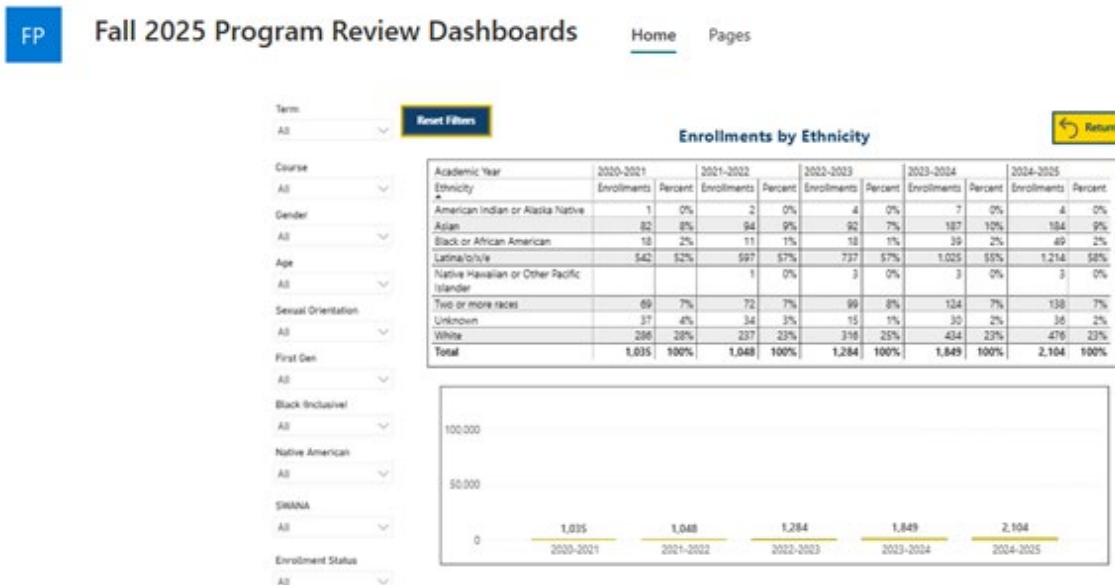 FP Fall 2025 Program Review Dashboards Home Pages
Term
All
Reset Filters
Enrollments by Ethnicity
Return
Course
All
Gender
All
Age
All
Sexual Orientation
All
First Gen
All
Black (Inclusive)
All
Native American
All
SWANA
All
Enrollment Status
All
Academic Year 2020-2021 2021-2022 2022-2023 2023-2024 2024-2025
Ethnicity Enrollments Percent Enrollments Percent Enrollments Percent Enrollments Percent Enrollments Percent
American Indian or Alaska Native 1 0% 2 0% 4 0% 7 0% 4 0%
Asian 82 8% 94 9% 92 7% 187 10% 184 9%
Black or African American 18 2% 11 1% 18 1% 39 2% 49 2%
Latina/o/x/e 542 52% 597 57% 737 57% 1,025 55% 1,214 58%
Native Hawaiian or Other Pacific 1 0% 3 0% 3 0% 3 0%
Islander
Two or more races 69 7% 72 7% 99 8% 124 7% 138 7%
Unknown 37 4% 34 3% 15 1% 30 2% 36 2%
White 286 28% 237 23% 316 25% 434 23% 476 23%
Total 1,035 100% 1,048 100% 1,284 100% 1,849 100% 2,104 100%
100,000
50,000
0
1,035 1,048 1,284 1,849 2,104
2020-2021 2021-2022 2022-2023 2023-2024 2024-2025